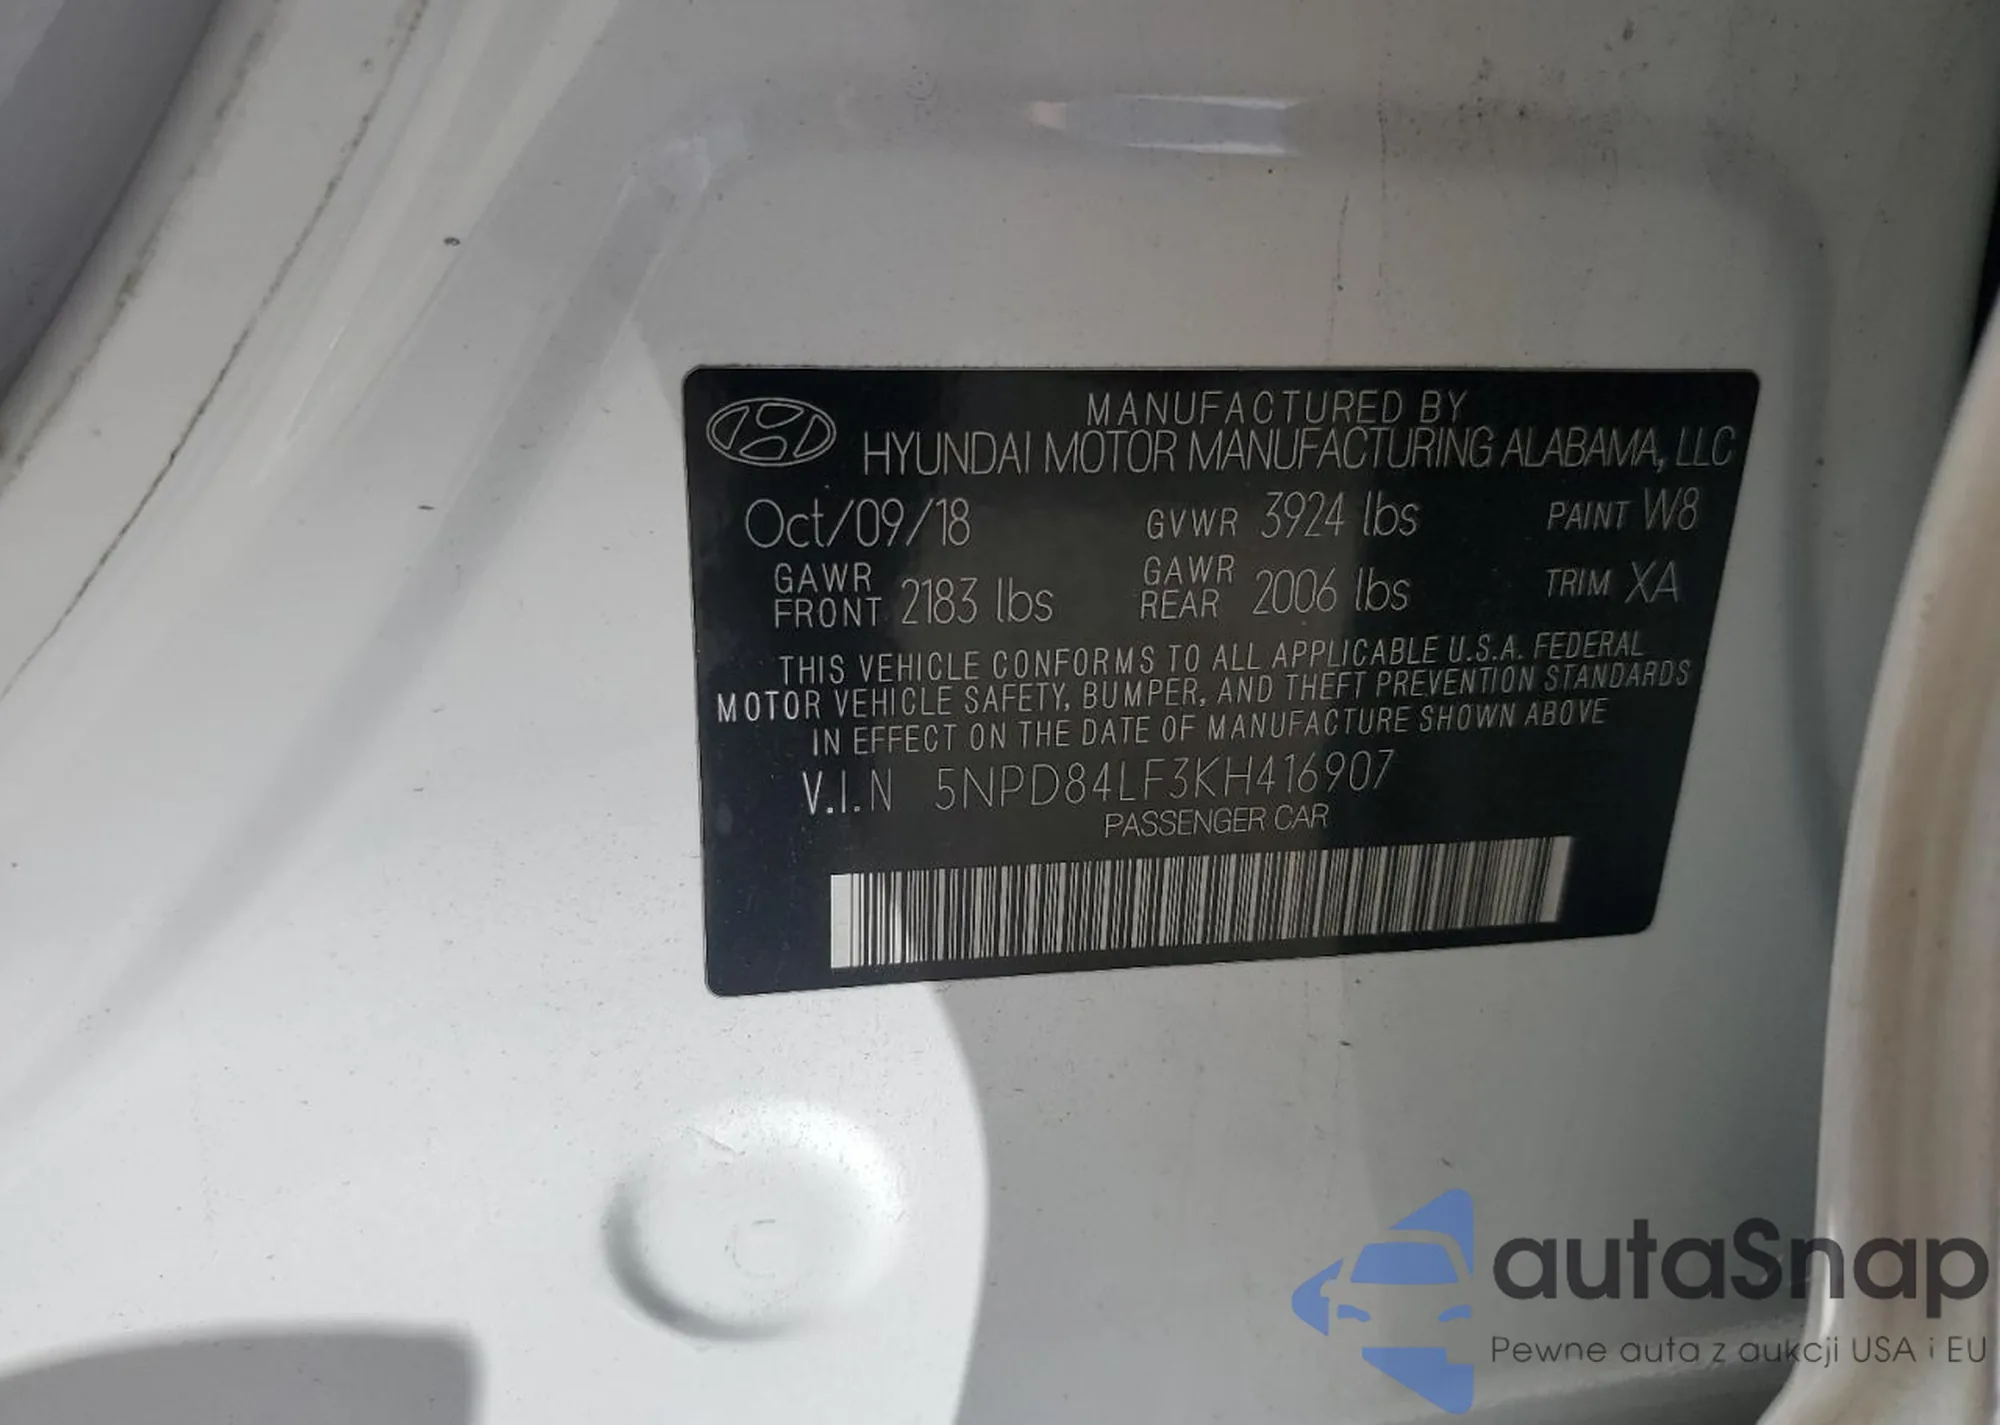 MANUFACTURED BY
HYUNDAI MOTOR MANUFACTURING ALABAMA, LLC
Oct/09/18 GVWR 3924 lbs PAINT W8
GAWR FRONT 2183 lbs GAWR REAR 2006 lbs TRIM XA
THIS VEHICLE CONFORMS TO ALL APPLICABLE U.S.A. FEDERAL
MOTOR VEHICLE SAFETY, BUMPER, AND THEFT PREVENTION STANDARDS
IN EFFECT ON THE DATE OF MANUFACTURE SHOWN ABOVE
V.I.N 5NPD84LF3KH416907
PASSENGER CAR
autaSnap
Pewne auta z aukcji USA i EU